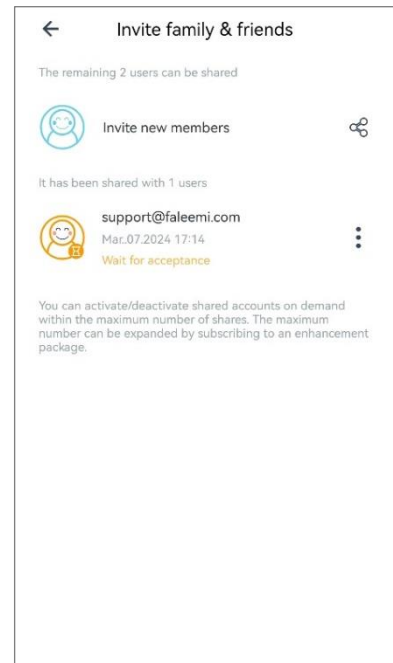 Invite family & friends
The remaining 2 users can be shared
Invite new members
It has been shared with 1 users
support@faleemi.com
Mar.07.2024 17:14
Wait for acceptance
You can activate/deactivate shared accounts on demand
within the maximum number of shares. The maximum
number can be expanded by subscribing to an enhancement
package.